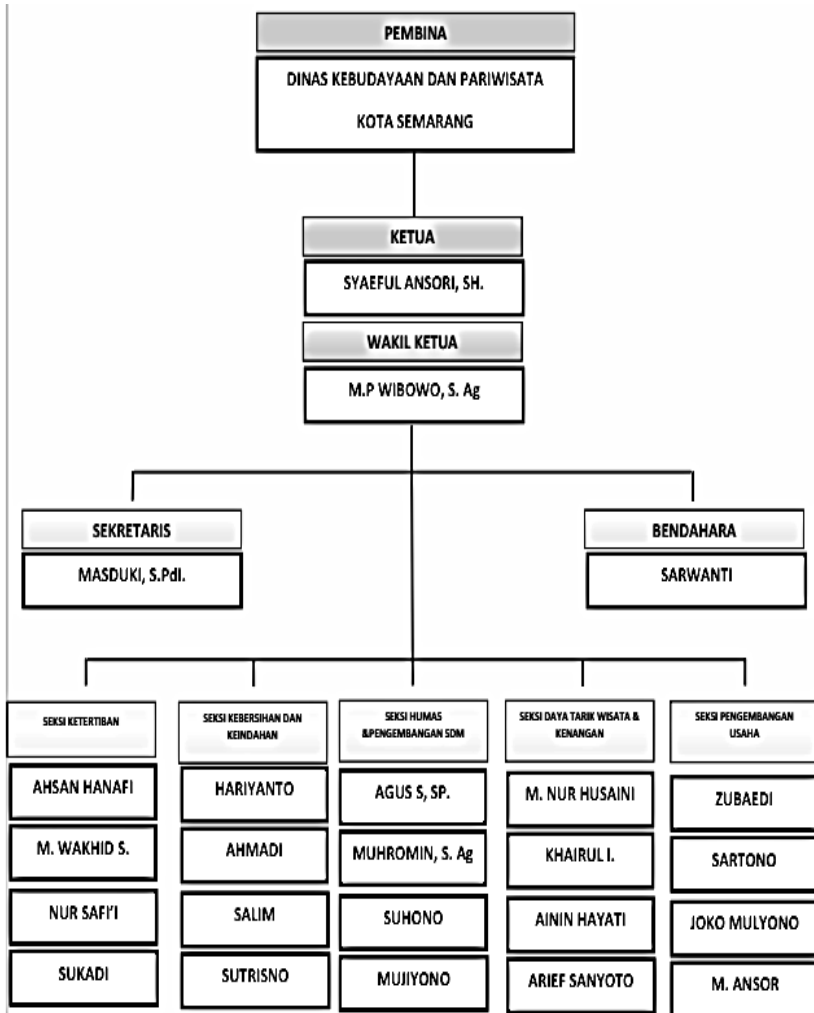 PEMBINA
DINAS KEBUDAYAAN DAN PARIWISATA
KOTA SEMARANG
KETUA
SYAEFUL ANSORI, SH.
WAKIL KETUA
M.P WIBOWO, S. Ag
SEKRETARIS
MASDUKI, S.PdI.
BENDAHARA
SARWANTI
SEKSI KETERTIBAN
AHSAN HANAFI
M. WAKHID S.
NUR SAFI'I
SUKADI
SEKSI KEBERSIHAN DAN
KEINDAHAN
HARIYANTO
AHMADI
SALIM
SUTRISNO
SEKSI HUMAS
&PENGEMBANGAN SDM
AGUS S, SP.
MUHROMIN, S. Ag
SUHONO
MUJIYONO
SEKSI DAYA TARIK WISATA &
KENANGAN
M. NUR HUSAINI
KHAIRUL I.
AININ HAYATI
ARIEF SANYOTO
SEKSI PENGEMBANGAN
USAHA
ZUBAEDI
SARTONO
JOKO MULYONO
M. ANSOR